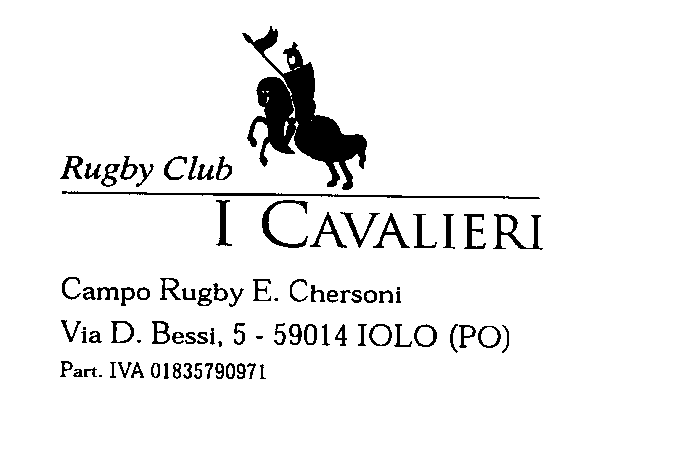 Rugby Club
I CAVALIERI
Campo Rugby E. Chersoni
Via D. Bessi, 5 - 59014 IOLO (PO)
Part. IVA 01835790971